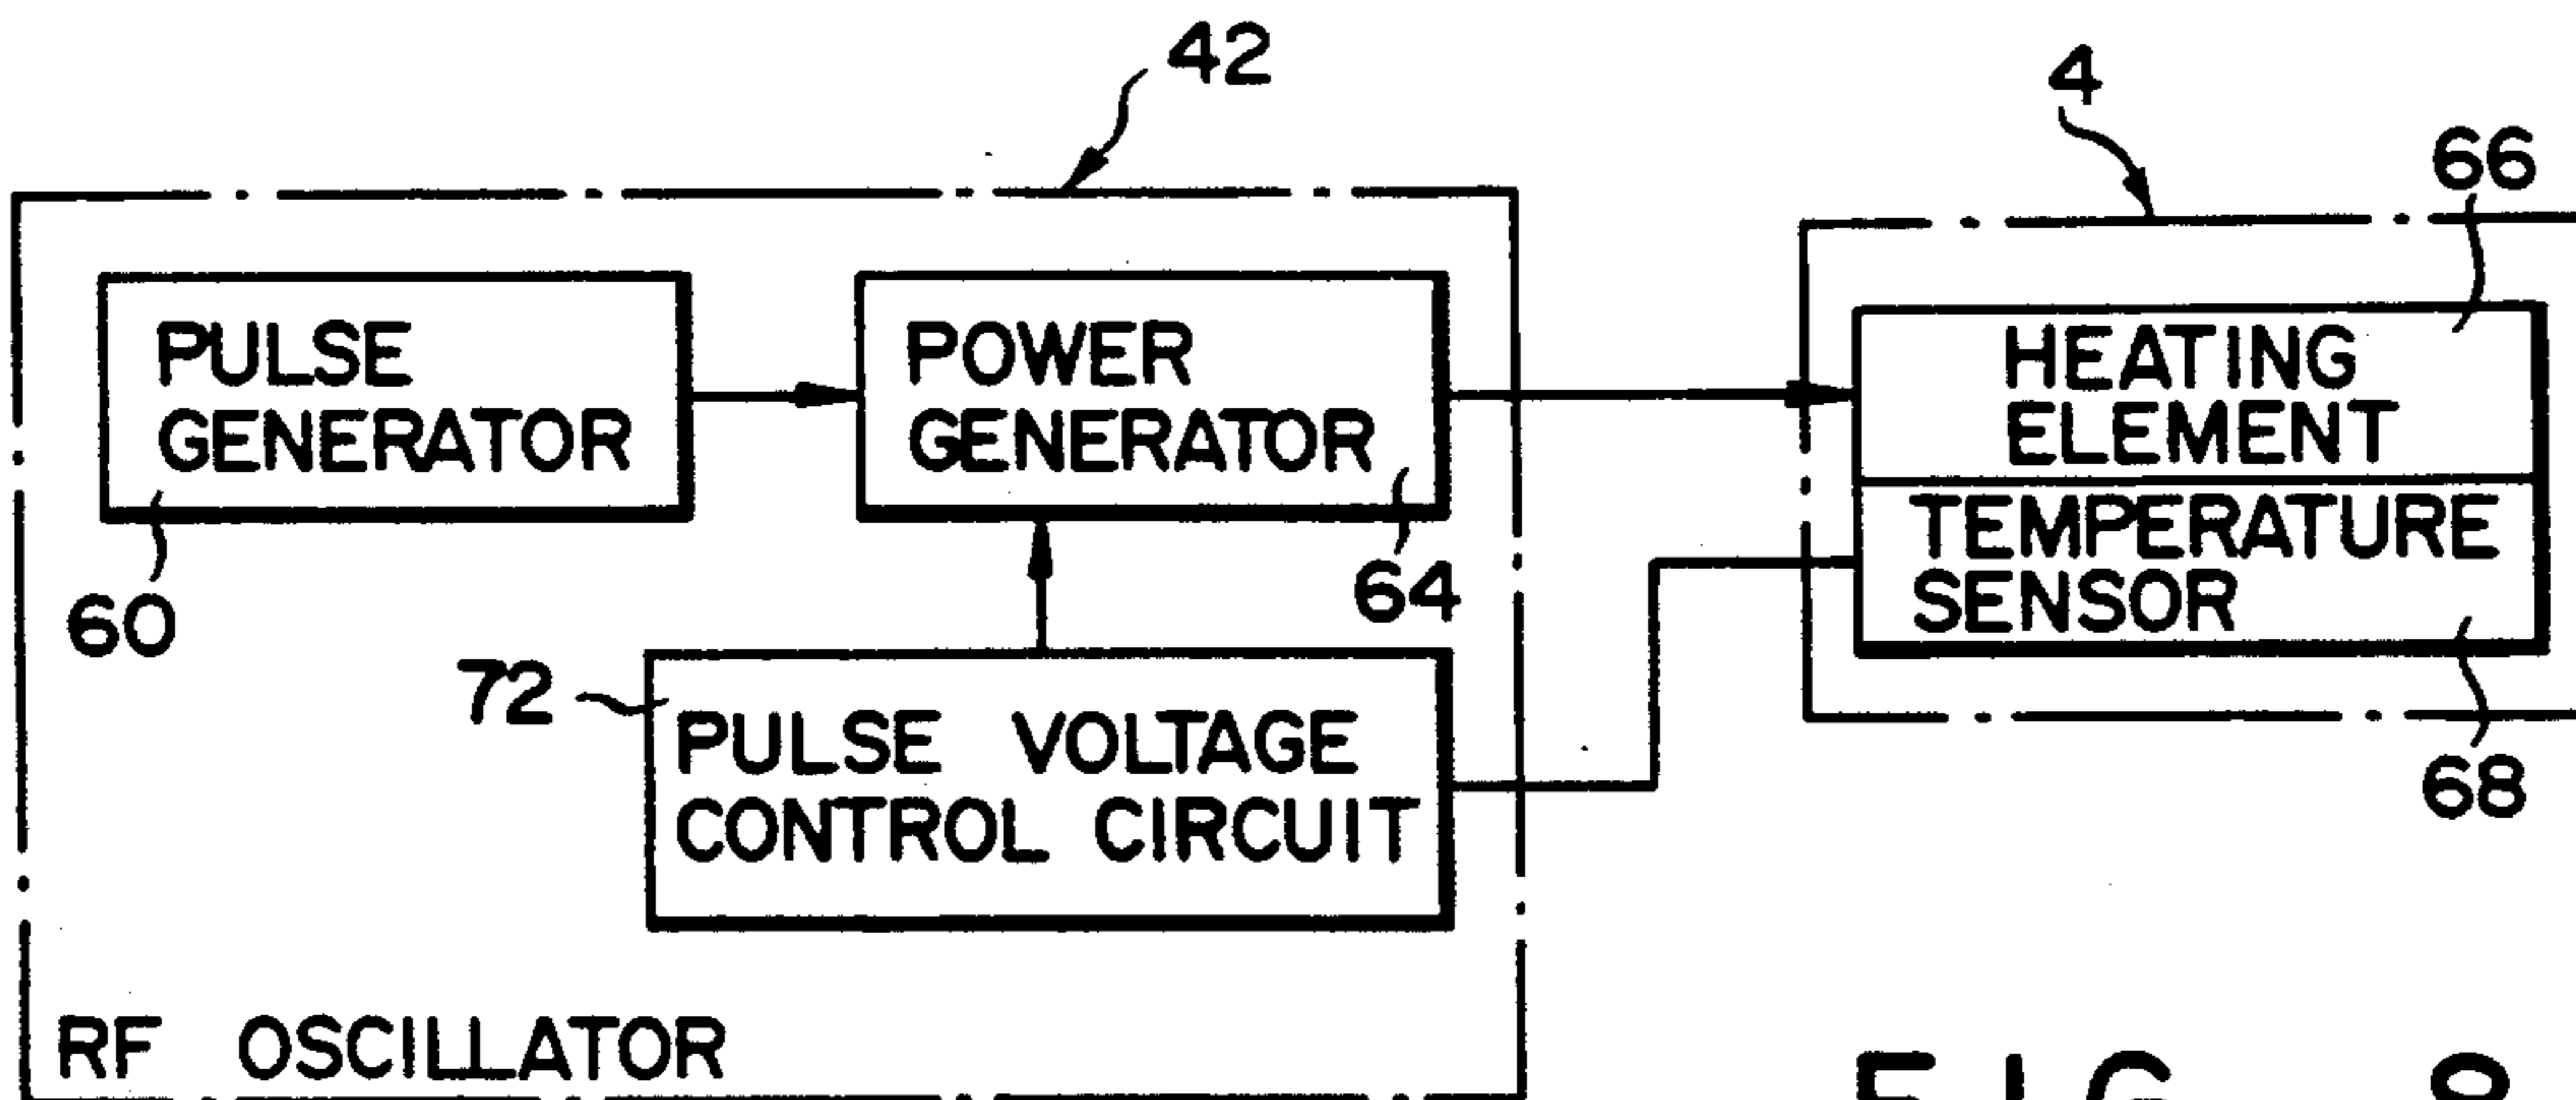 42
4
66
PULSE
GENERATOR
POWER
GENERATOR
HEATING
ELEMENT
TEMPERATURE
SENSOR
60
64
72
PULSE VOLTAGE
CONTROL CIRCUIT
68
RF OSCILLATOR